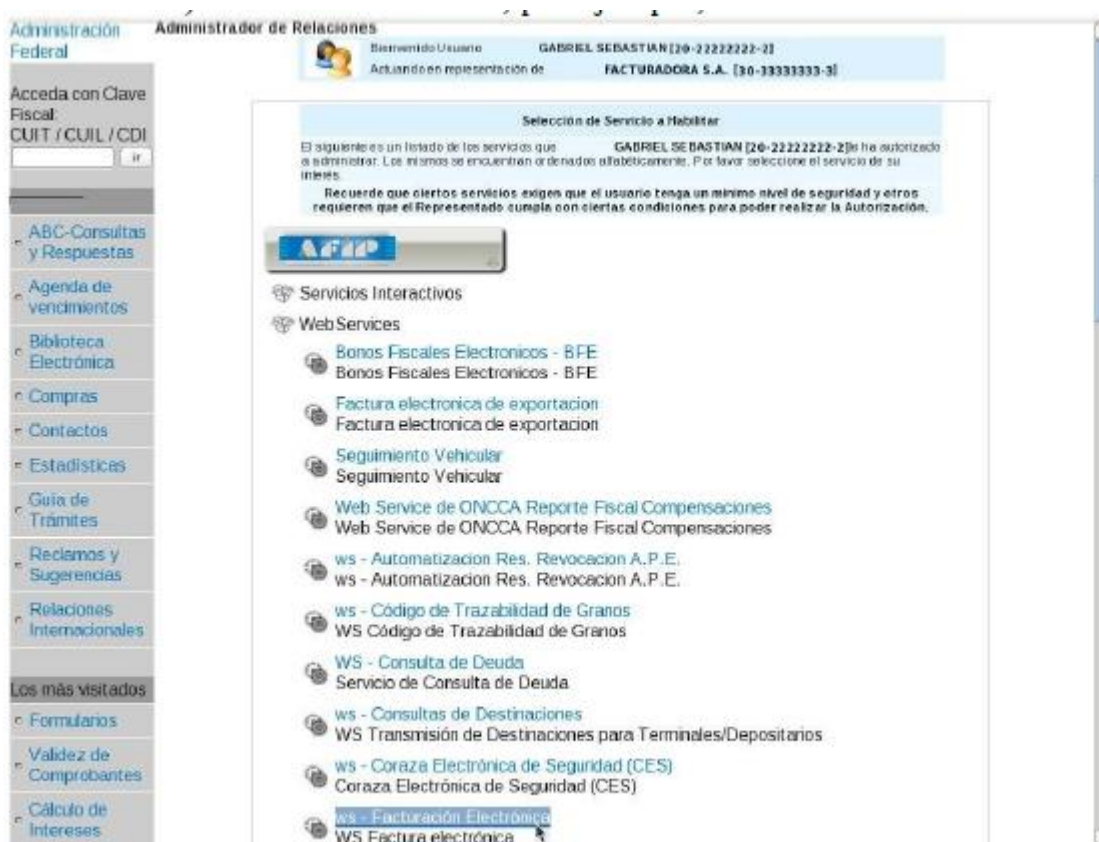 Administración
Federal
Acceda con Clave
Fiscal:
CUIT / CUIL / CDI
ir
ABC-Consultas
y Respuestas
Agenda de
vencimientos
Biblioteca
Electrónica
Compras
Contactos
Estadísticas
Guía de
Trámites
Reclamos y
Sugerencias
Relaciones
Internacionales
Los más visitados
Formularios
Validez de
Comprobantes
Cálculo de
Intereses
Administrador de Relaciones
Bienvenido Usuario GABRIEL SEBASTIAN [20-22222222-2]
Actuando en representación de FACTURADORA S.A. [30-33333333-3]
Selección de Servicio a Habilitar
El siguiente es un listado de los servicios que GABRIEL SEBASTIAN [20-22222222-2]le ha autorizado
a administrar. Los mismos se encuentran ordenados alfabéticamente. Por favor seleccione el servicio de su
interés.
Recuerde que ciertos servicios exigen que el usuario tenga un mínimo nivel de seguridad y otros
requieren que el Representado cumpla con ciertas condiciones para poder realizar la Autorización.
AFIP
Servicios Interactivos
WebServices
Bonos Fiscales Electronicos - BFE
Bonos Fiscales Electronicos - BFE
Factura electronica de exportacion
Factura electronica de exportacion
Seguimiento Vehicular
Seguimiento Vehicular
Web Service de ONCCA Reporte Fiscal Compensaciones
Web Service de ONCCA Reporte Fiscal Compensaciones
ws - Automatizacion Res. Revocacion A.P.E.
ws - Automatizacion Res. Revocacion A.P.E.
ws - Código de Trazabilidad de Granos
WS Código de Trazabilidad de Granos
WS - Consulta de Deuda
Servicio de Consulta de Deuda
ws - Consultas de Destinaciones
WS Transmisión de Destinaciones para Terminales/Depositarios
ws - Coraza Electrónica de Seguridad (CES)
Coraza Electrónica de Seguridad (CES)
ws - Facturación Electrónica
WS Factura electrónica